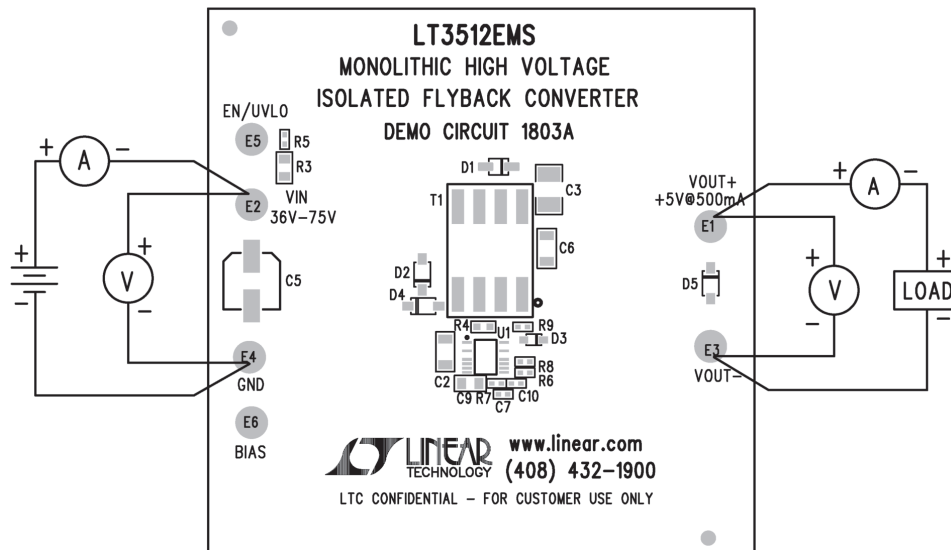 LT3512EMS
MONOLITHIC HIGH VOLTAGE
ISOLATED FLYBACK CONVERTER
DEMO CIRCUIT 1803A
EN/UVLO
E5
R5
R3
+ A -
E2
VIN
36V-75V
+
V
-
+
-
C5
E4
GND
E6
BIAS
D1
T1
C3
C6
D2
D4
R4
U1
R9
D3
C2
R8
R6
C9
R7
C10
C7
VOUT+
+5V@500mA
E1
D5
E3
VOUT-
+ A -
+
V
-
+
LOAD
-
LINEAR
TECHNOLOGY
www.linear.com
(408) 432-1900
LTC CONFIDENTIAL - FOR CUSTOMER USE ONLY